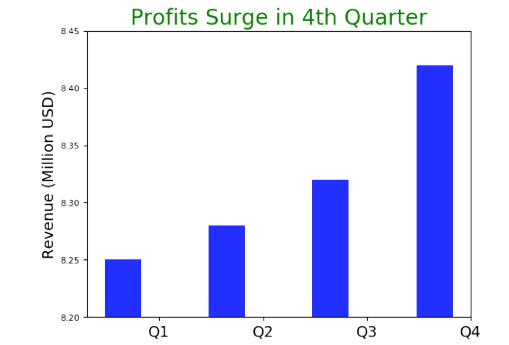 Profits Surge in 4th Quarter
8.45
8.40
8.35
8.30
8.25
8.20
Revenue (Million USD)
Q1 Q2 Q3 Q4